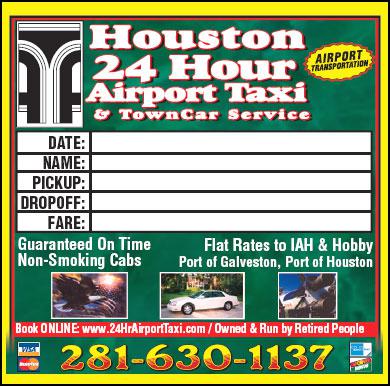 Houston
24 Hour
Airport Taxi
& TownCar Service
AIRPORT
TRANSPORTATION
DATE:
NAME:
PICKUP:
DROPOFF:
FARE:
Guaranteed On Time
Non-Smoking Cabs
Flat Rates to IAH & Hobby
Port of Galveston, Port of Houston
Book ONLINE: www.24HrAirportTaxi.com / Owned & Run by Retired People
VISA
MasterCard
281-630-1137